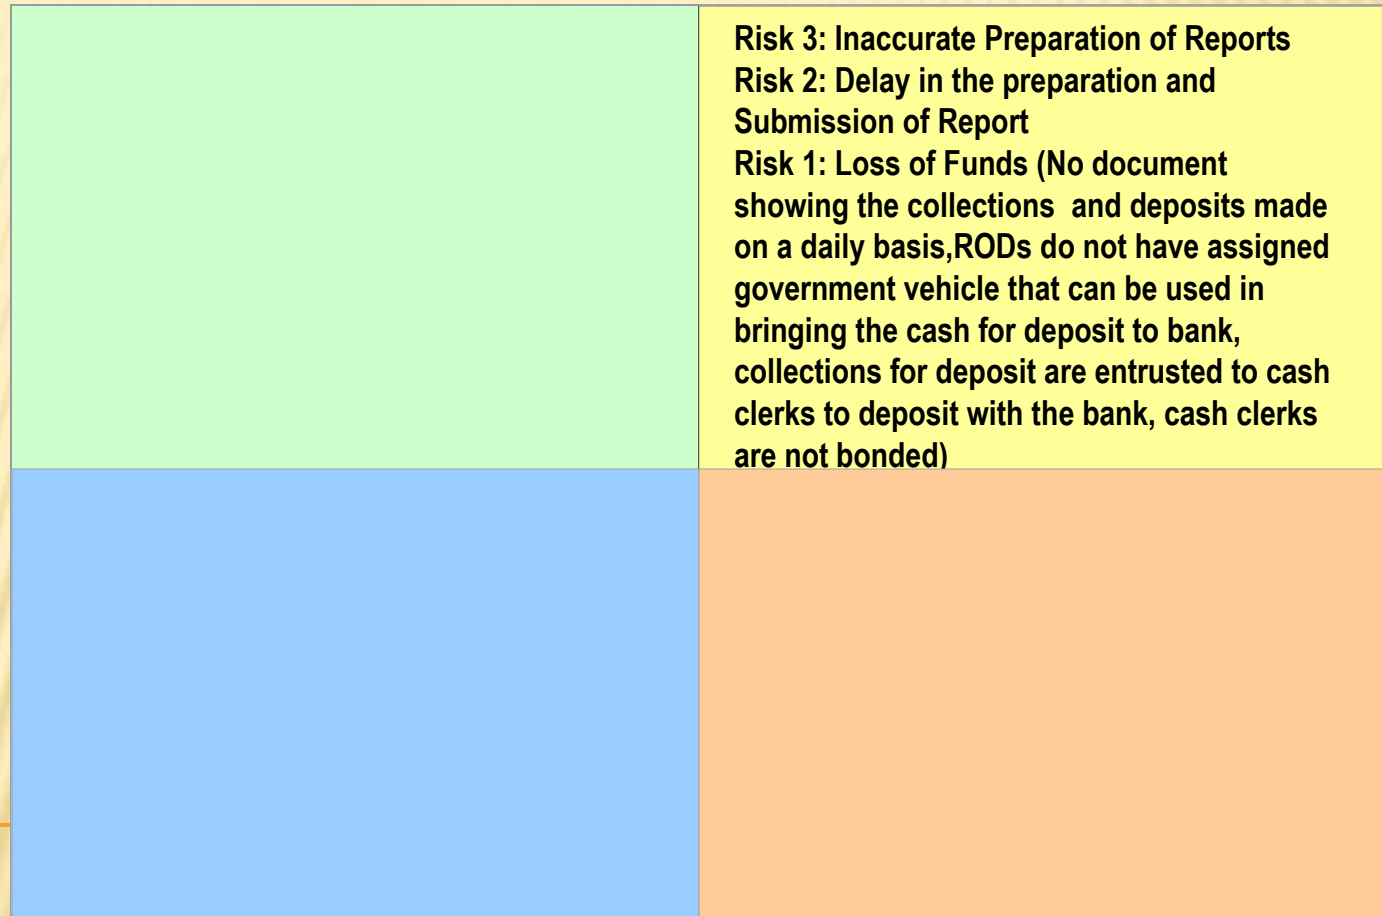 Risk 3: Inaccurate Preparation of Reports
Risk 2: Delay in the preparation and
Submission of Report
Risk 1: Loss of Funds (No document
showing the collections  and deposits made
on a daily basis,RODs do not have assigned
government vehicle that can be used in
bringing the cash for deposit to bank,
collections for deposit are entrusted to cash
clerks to deposit with the bank, cash clerks
are not bonded)